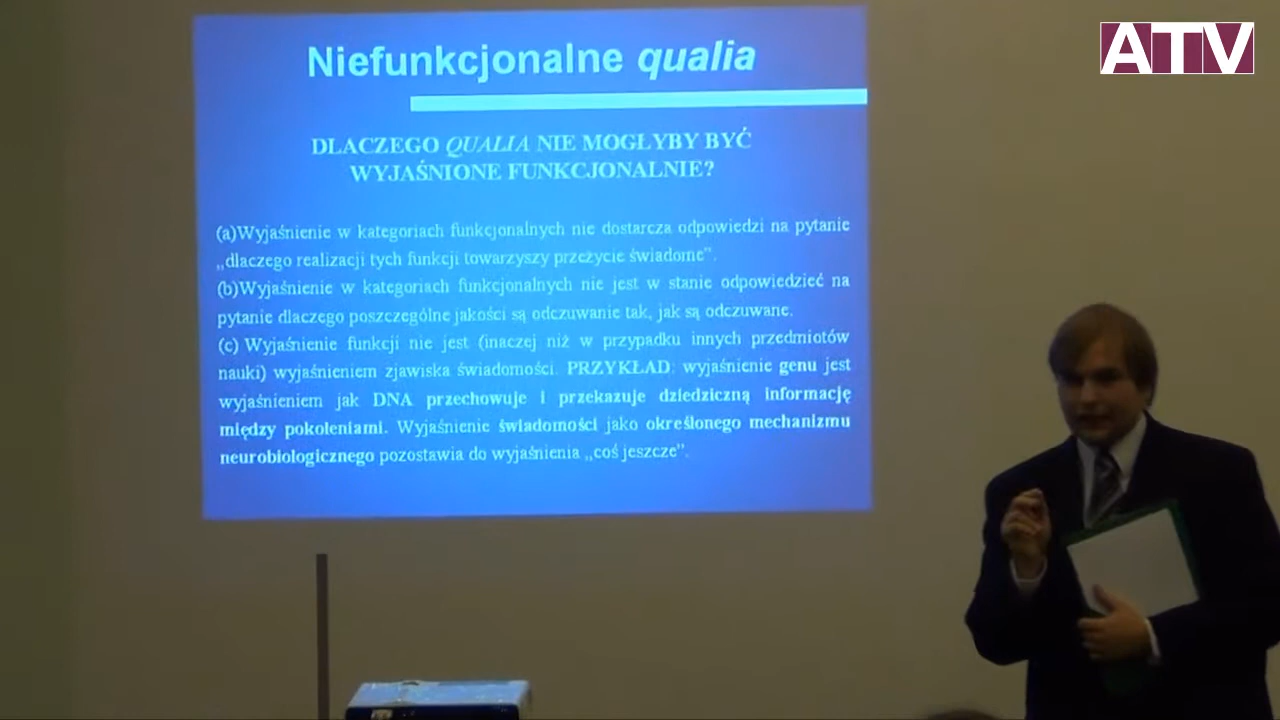 ATV
Niefunkcjonalne qualia
DLACZEGO QUALIA NIE MOGŁYBY BYĆ
WYJAŚNIONE FUNKCJONALNIE?
(a)Wyjaśnienie w kategoriach funkcjonalnych nie dostarcza odpowiedzi na pytanie
„dlaczego realizacji tych funkcji towarzyszy przeżycie świadome”.
(b)Wyjaśnienie w kategoriach funkcjonalnych nie jest w stanie odpowiedzieć na
pytanie dlaczego poszczególne jakości są odczuwanie tak, jak są odczuwane.
(c) Wyjaśnienie funkcji nie jest (inaczej niż w przypadku innych przedmiotów
nauki) wyjaśnieniem zjawiska świadomości. PRZYKŁAD: wyjaśnienie genu jest
wyjaśnieniem jak DNA przechowuje i przekazuje dziedziczną informację
między pokoleniami. Wyjaśnienie świadomości jako określonego mechanizmu
neurobiologicznego pozostawia do wyjaśnienia „coś jeszcze”.